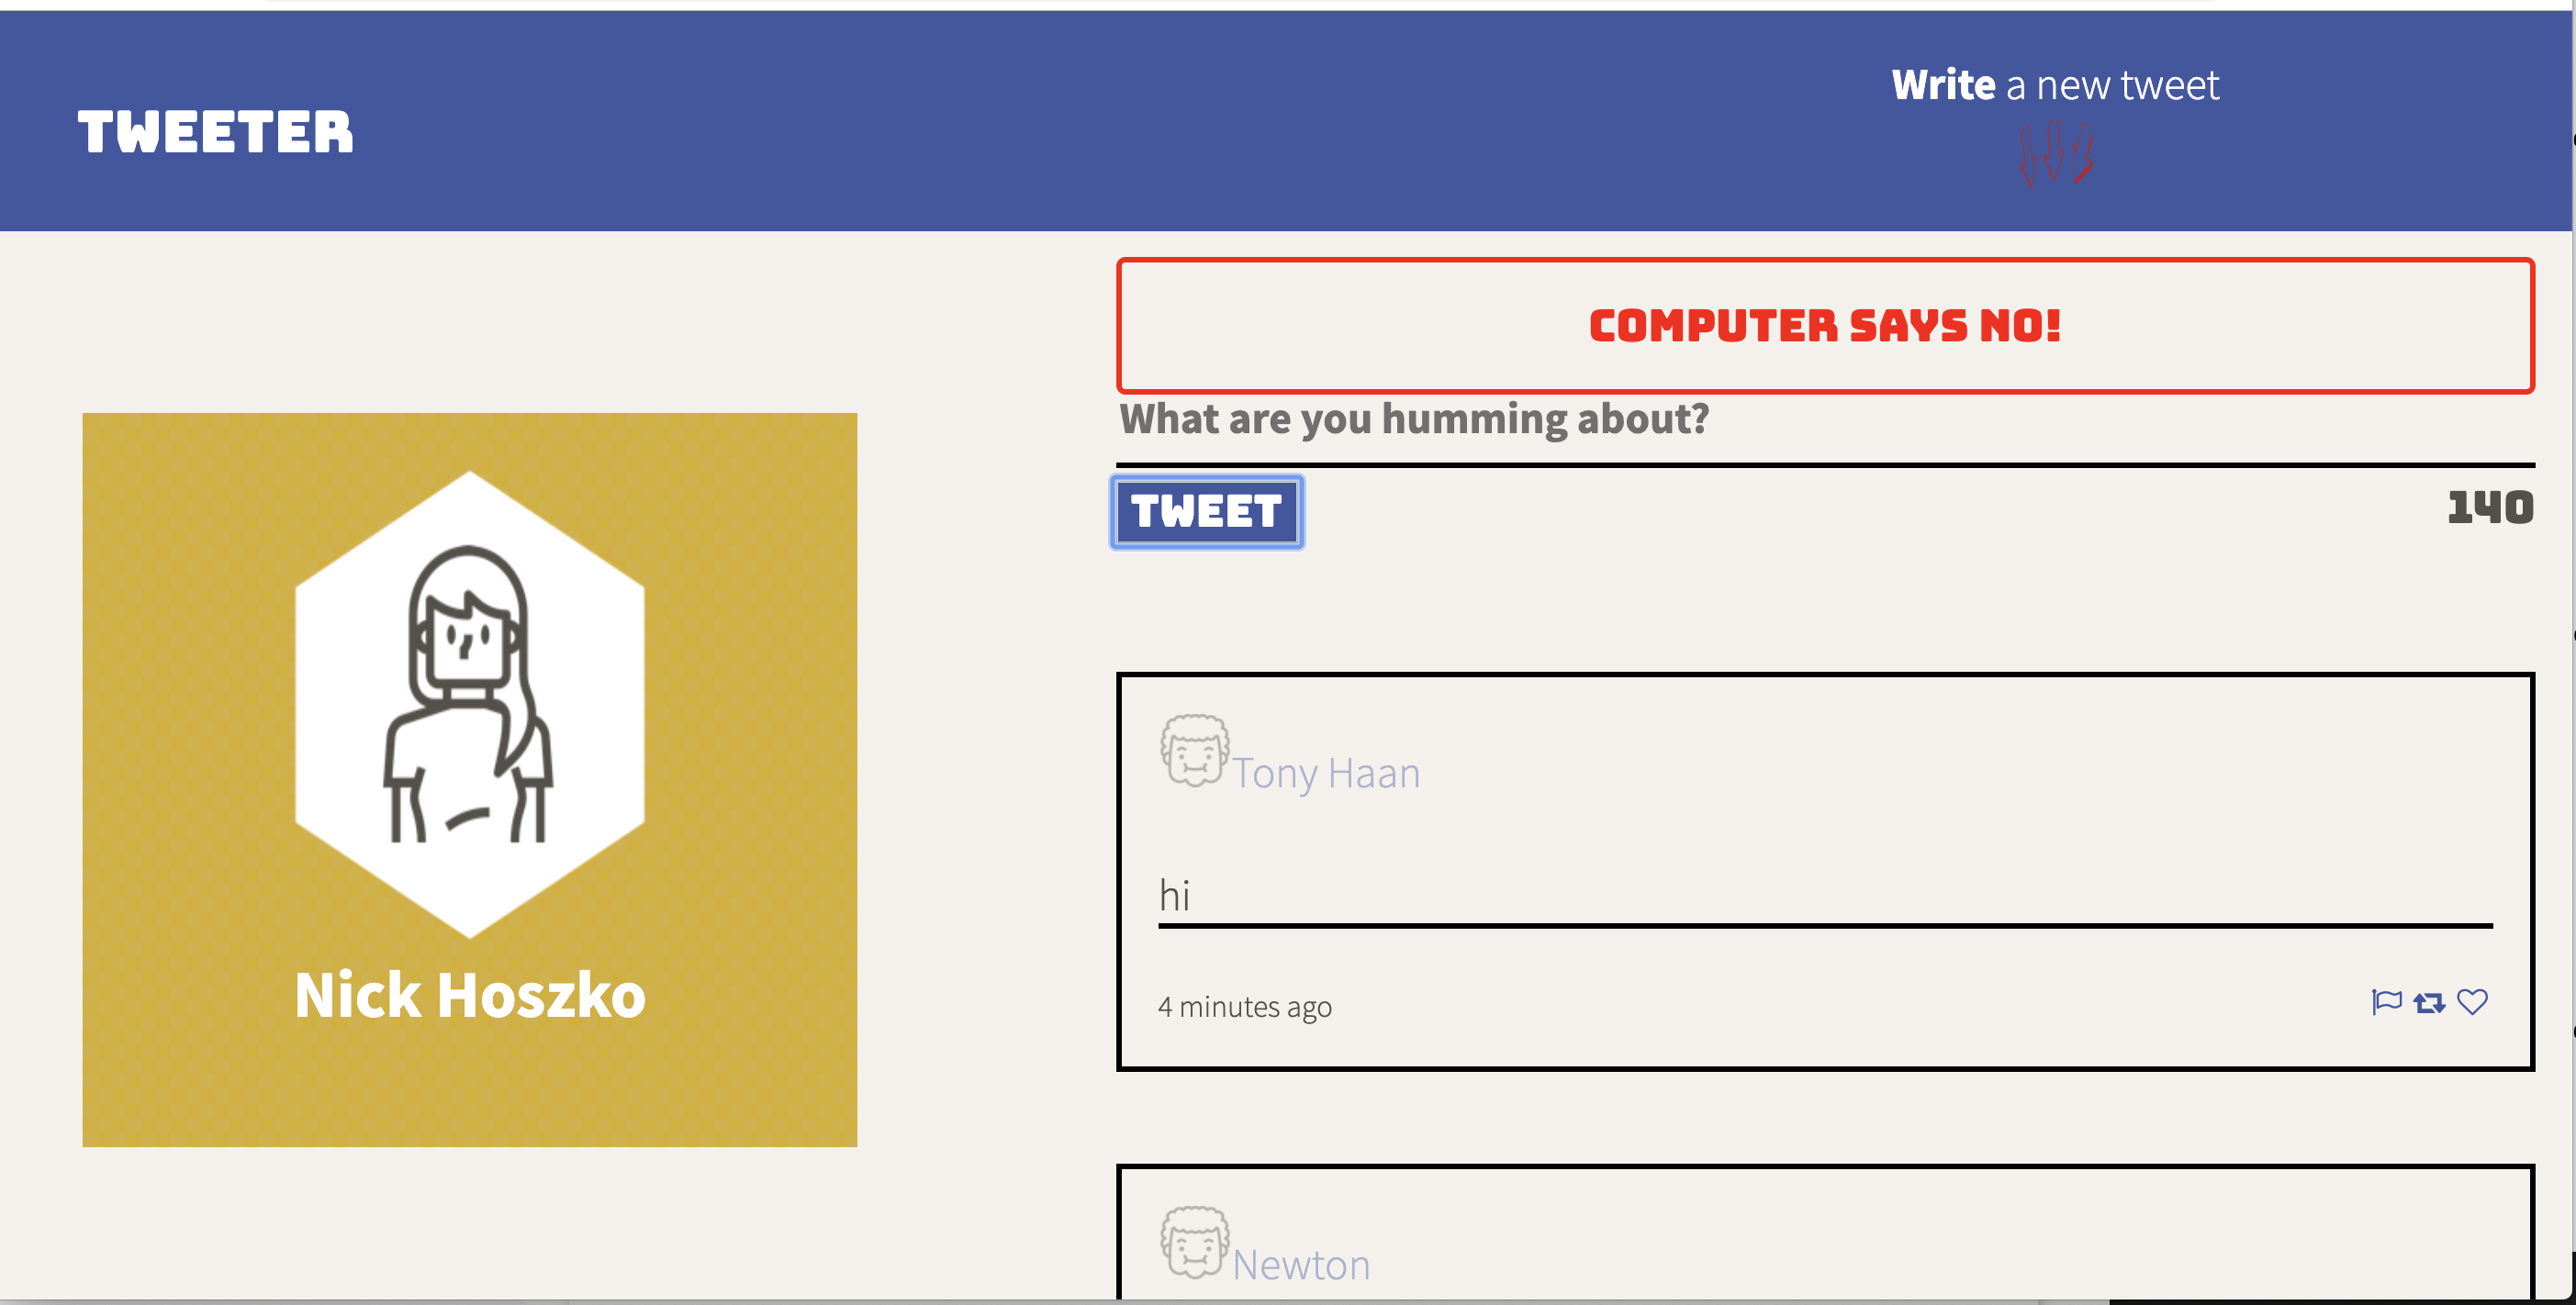 TWEETER
Write a new tweet
COMPUTER SAYS NO!
What are you humming about?
TWEET
140
Nick Hoszko
Tony Haan
hi
4 minutes ago
Newton